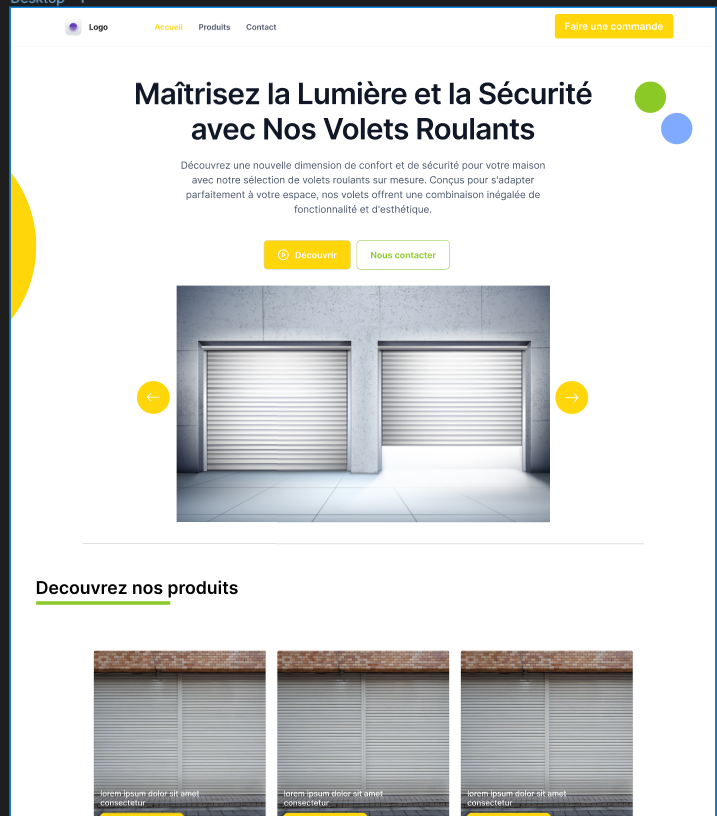 Logo
Accueil
Produits
Contact
Faire une commande
Maîtrisez la Lumière et la Sécurité
avec Nos Volets Roulants
Découvrez une nouvelle dimension de confort et de sécurité pour votre maison
avec notre sélection de volets roulants sur mesure. Conçus pour s'adapter
parfaitement à votre espace, nos volets offrent une combinaison inégalée de
fonctionnalité et d'esthétique.
Découvrir
Nous contacter
Decouvrez nos produits
lorem ipsum dolor sit amet
consectetur
lorem ipsum dolor sit amet
consectetur
lorem ipsum dolor sit amet
consectetur